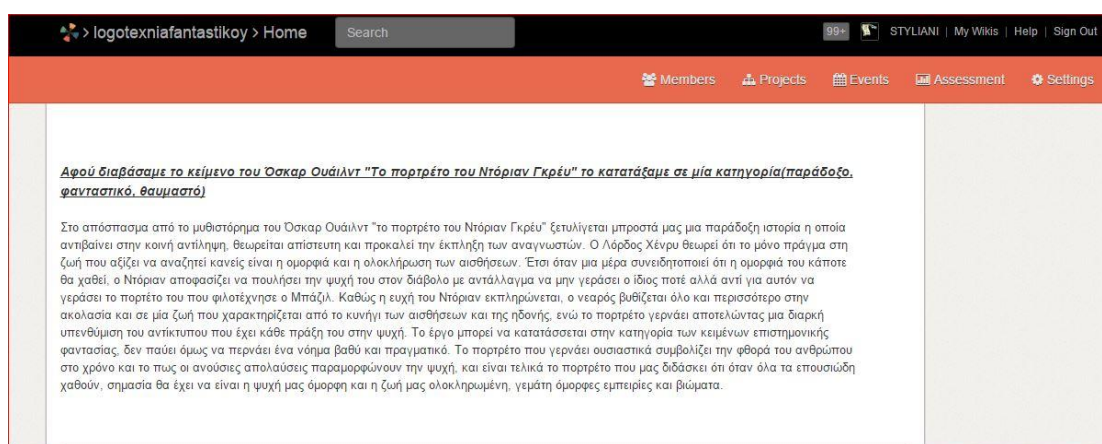 > logotexniafantastikoy > Home Search 99+ STYLIANI | My Wikis | Help | Sign Out
Members Projects Events Assessment Settings
Αφού διαβάσαμε το κείμενο του Όσκαρ Ουάιλντ "Το πορτρέτο του Ντόριαν Γκρέυ" το κατατάξαμε σε μία κατηγορία(παράδοξο,
φανταστικό, θαυμαστό)
Στο απόσπασμα από το μυθιστόρημα του Όσκαρ Ουάιλντ "το πορτρέτο του Ντόριαν Γκρέυ" ξετυλίγεται μπροστά μας μια παράδοξη ιστορία η οποία
αντιβαίνει στην κοινή αντίληψη, θεωρείται απίστευτη και προκαλεί την έκπληξη των αναγνωστών. Ο Λόρδος Χένρυ θεωρεί ότι το μόνο πράγμα στη
ζωή που αξίζει να αναζητεί κανείς είναι η ομορφιά και η ολοκλήρωση των αισθήσεων. Έτσι όταν μια μέρα συνειδητοποιεί ότι η ομορφιά του κάποτε
θα χαθεί, ο Ντόριαν αποφασίζει να πουλήσει την ψυχή του στον διάβολο με αντάλλαγμα να μην γεράσει ο ίδιος ποτέ αλλά αντί για αυτόν να
γεράσει το πορτέτο του που φιλοτέχνησε ο Μπάζιλ. Καθώς η ευχή του Ντόριαν εκπληρώνεται, ο νεαρός βυθίζεται όλο και περισσότερο στην
ακολασία και σε μία ζωή που χαρακτηρίζεται από το κυνήγι των αισθήσεων και της ηδονής, ενώ το πορτρέτο γερνάει αποτελώντας μια διαρκή
υπενθύμιση του αντίκτυπου που έχει κάθε πράξη του στην ψυχή. Το έργο μπορεί να κατατάσσεται στην κατηγορία των κειμένων επιστημονικής
φαντασίας, δεν παύει όμως να περνάει ένα νόημα βαθύ και πραγματικό. Το πορτρέτο που γερνάει ουσιαστικά συμβολίζει την φθορά του ανθρώπου
στο χρόνο και το πως οι ανούσιες απολαύσεις παραμορφώνουν την ψυχή, και είναι τελικά το πορτρέτο που μας διδάσκει ότι όταν όλα τα επουσιώδη
χαθούν, σημασία θα έχει να είναι η ψυχή μας όμορφη και η ζωή μας ολοκληρωμένη, γεμάτη όμορφες εμπειρίες και βιώματα.